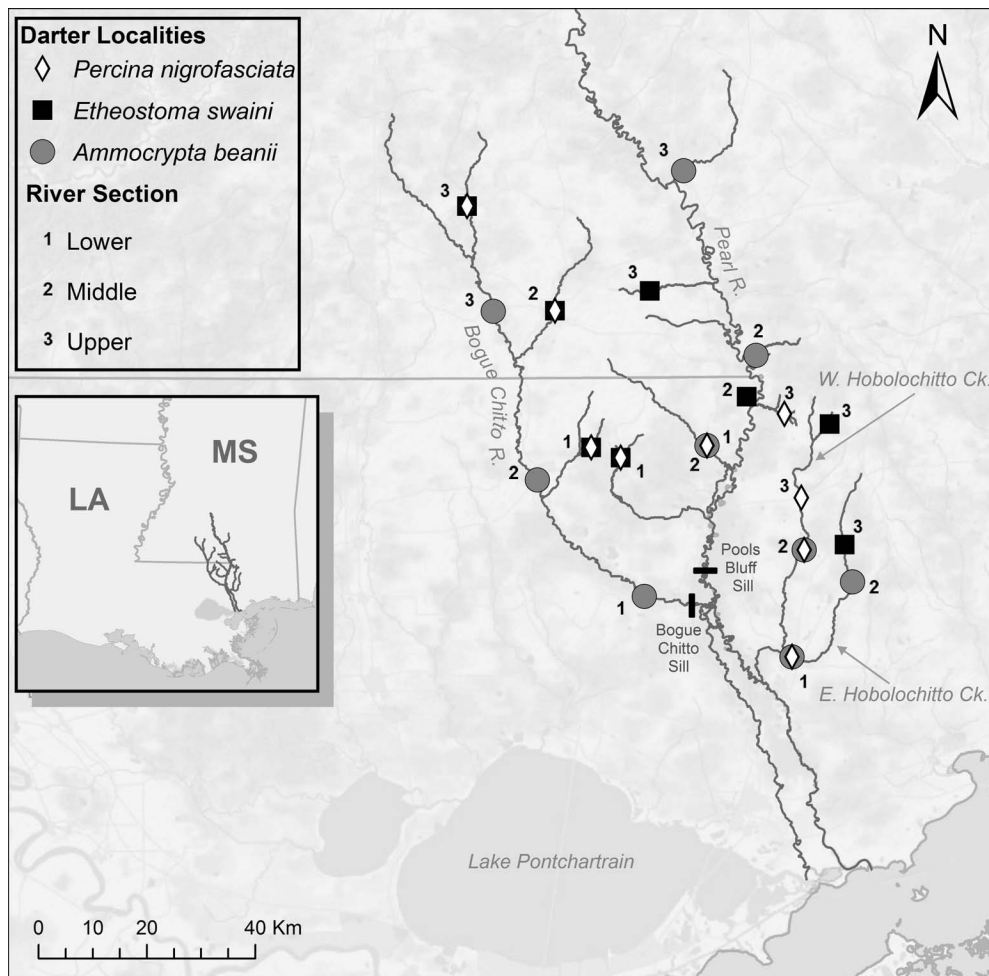 Darter Localities
Percina nigrofasciata
Etheostoma swaini
Ammocrypta beanii
River Section
1 Lower
2 Middle
3 Upper
N
3
3
3
2
3
Pearl R.
Bogue Chitto R.
2
2
3
W. Hobolochitto Ck.
3
1
1
1
2
2
3
3
2
2
Pools
Bluff
Sill
1
Bogue
Chitto
Sill
1
E. Hobolochitto Ck.
LA
MS
Lake Pontchartrain
0 10 20 40 Km